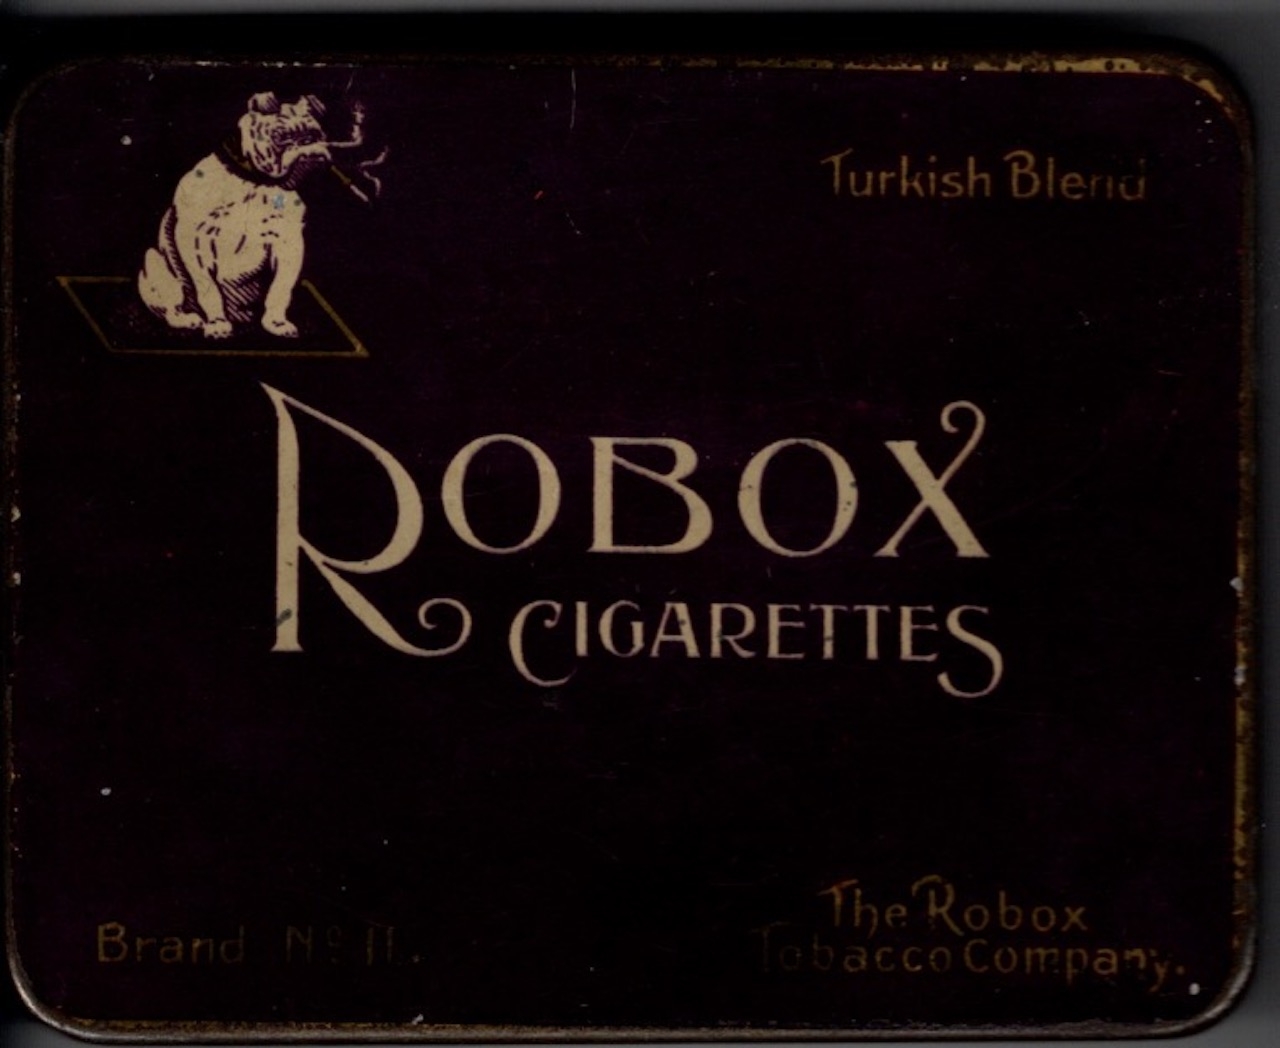 Turkish Blend
ROBOX
CIGARETTES
Brand No 11.
The Robox
Tobacco Company.